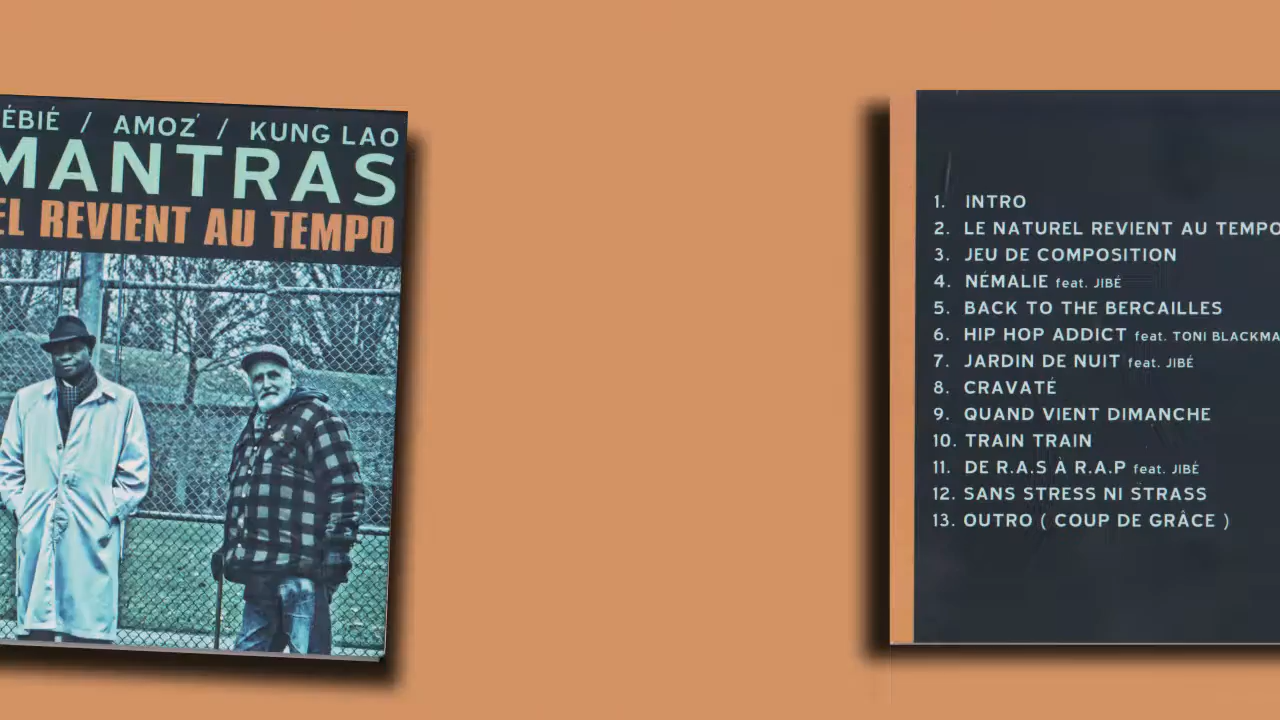 ÉBIÉ / AMOZ' / KUNG LAO
MANTRAS
EL REVIENT AU TEMPO
1. INTRO
2. LE NATUREL REVIENT AU TEMPO
3. JEU DE COMPOSITION
4. NÉMALIE feat. JIBÉ
5. BACK TO THE BERCAILLES
6. HIP HOP ADDICT feat. TONI BLACKMA
7. JARDIN DE NUIT feat. JIBÉ
8. CRAVATÉ
9. QUAND VIENT DIMANCHE
10. TRAIN TRAIN
11. DE R.A.S À R.A.P feat. JIBÉ
12. SANS STRESS NI STRASS
13. OUTRO ( COUP DE GRÂCE )